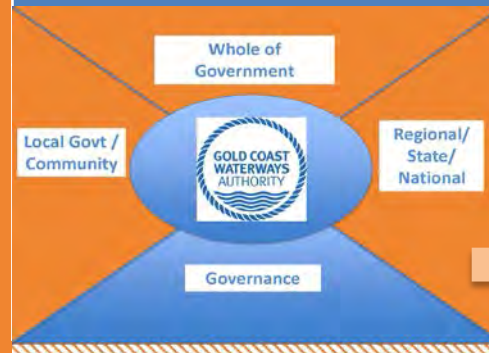 Whole of
Government
Local Govt /
Community
GOLD COAST
WATERWAYS
AUTHORITY
Regional/
State/
National
Governance